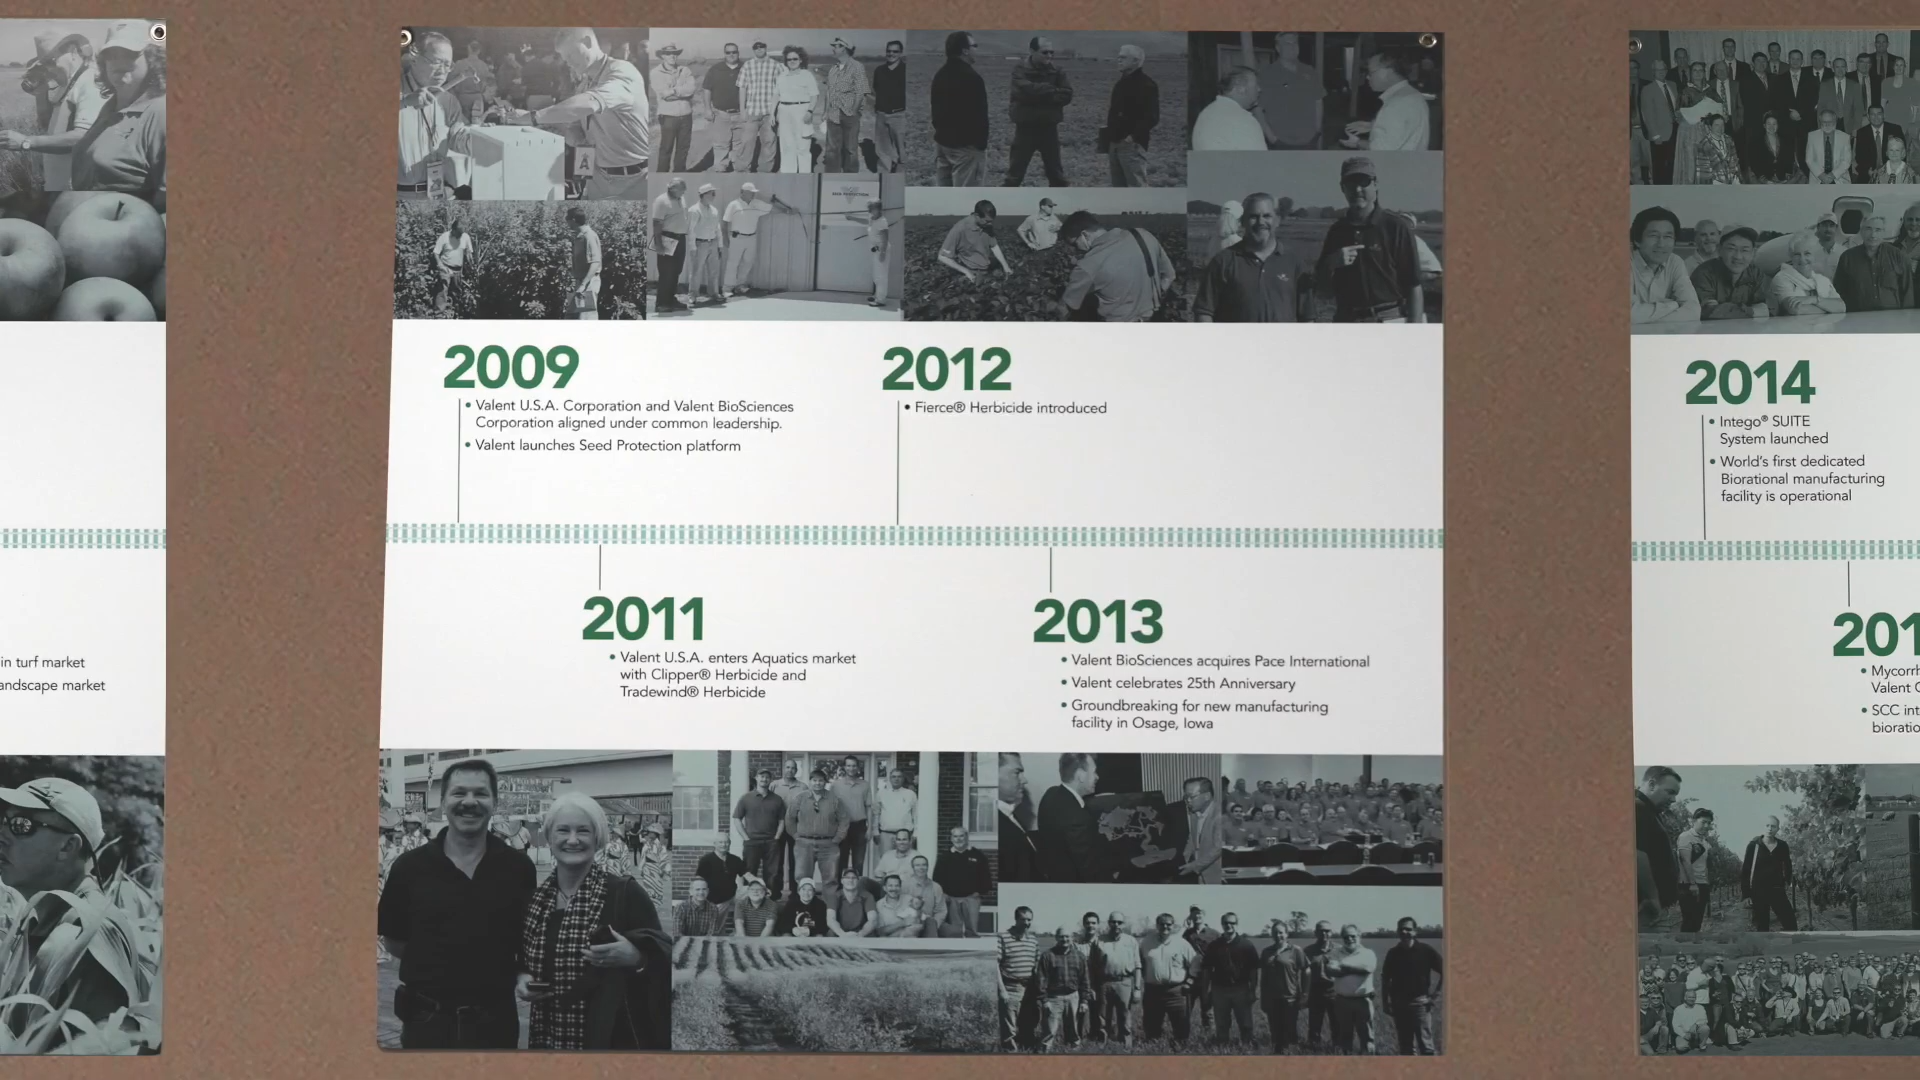 in turf market
andscape market
2009
• Valent U.S.A. Corporation and Valent BioSciences
Corporation aligned under common leadership.
• Valent launches Seed Protection platform
2012
• Fierce® Herbicide introduced
2011
• Valent U.S.A. enters Aquatics market
with Clipper® Herbicide and
Tradewind® Herbicide
2013
• Valent BioSciences acquires Pace International
• Valent celebrates 25th Anniversary
• Groundbreaking for new manufacturing
facility in Osage, Iowa
2014
• Intego® SUITE
System launched
• World's first dedicated
Biorational manufacturing
facility is operational
201
• Mycorrh
Valent
• SCC int
bioratio